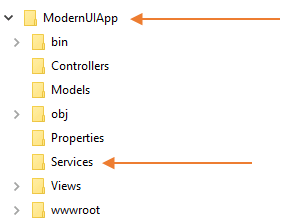 ModernUIApp
bin
Controllers
Models
obj
Properties
Services
Views
wwwroot